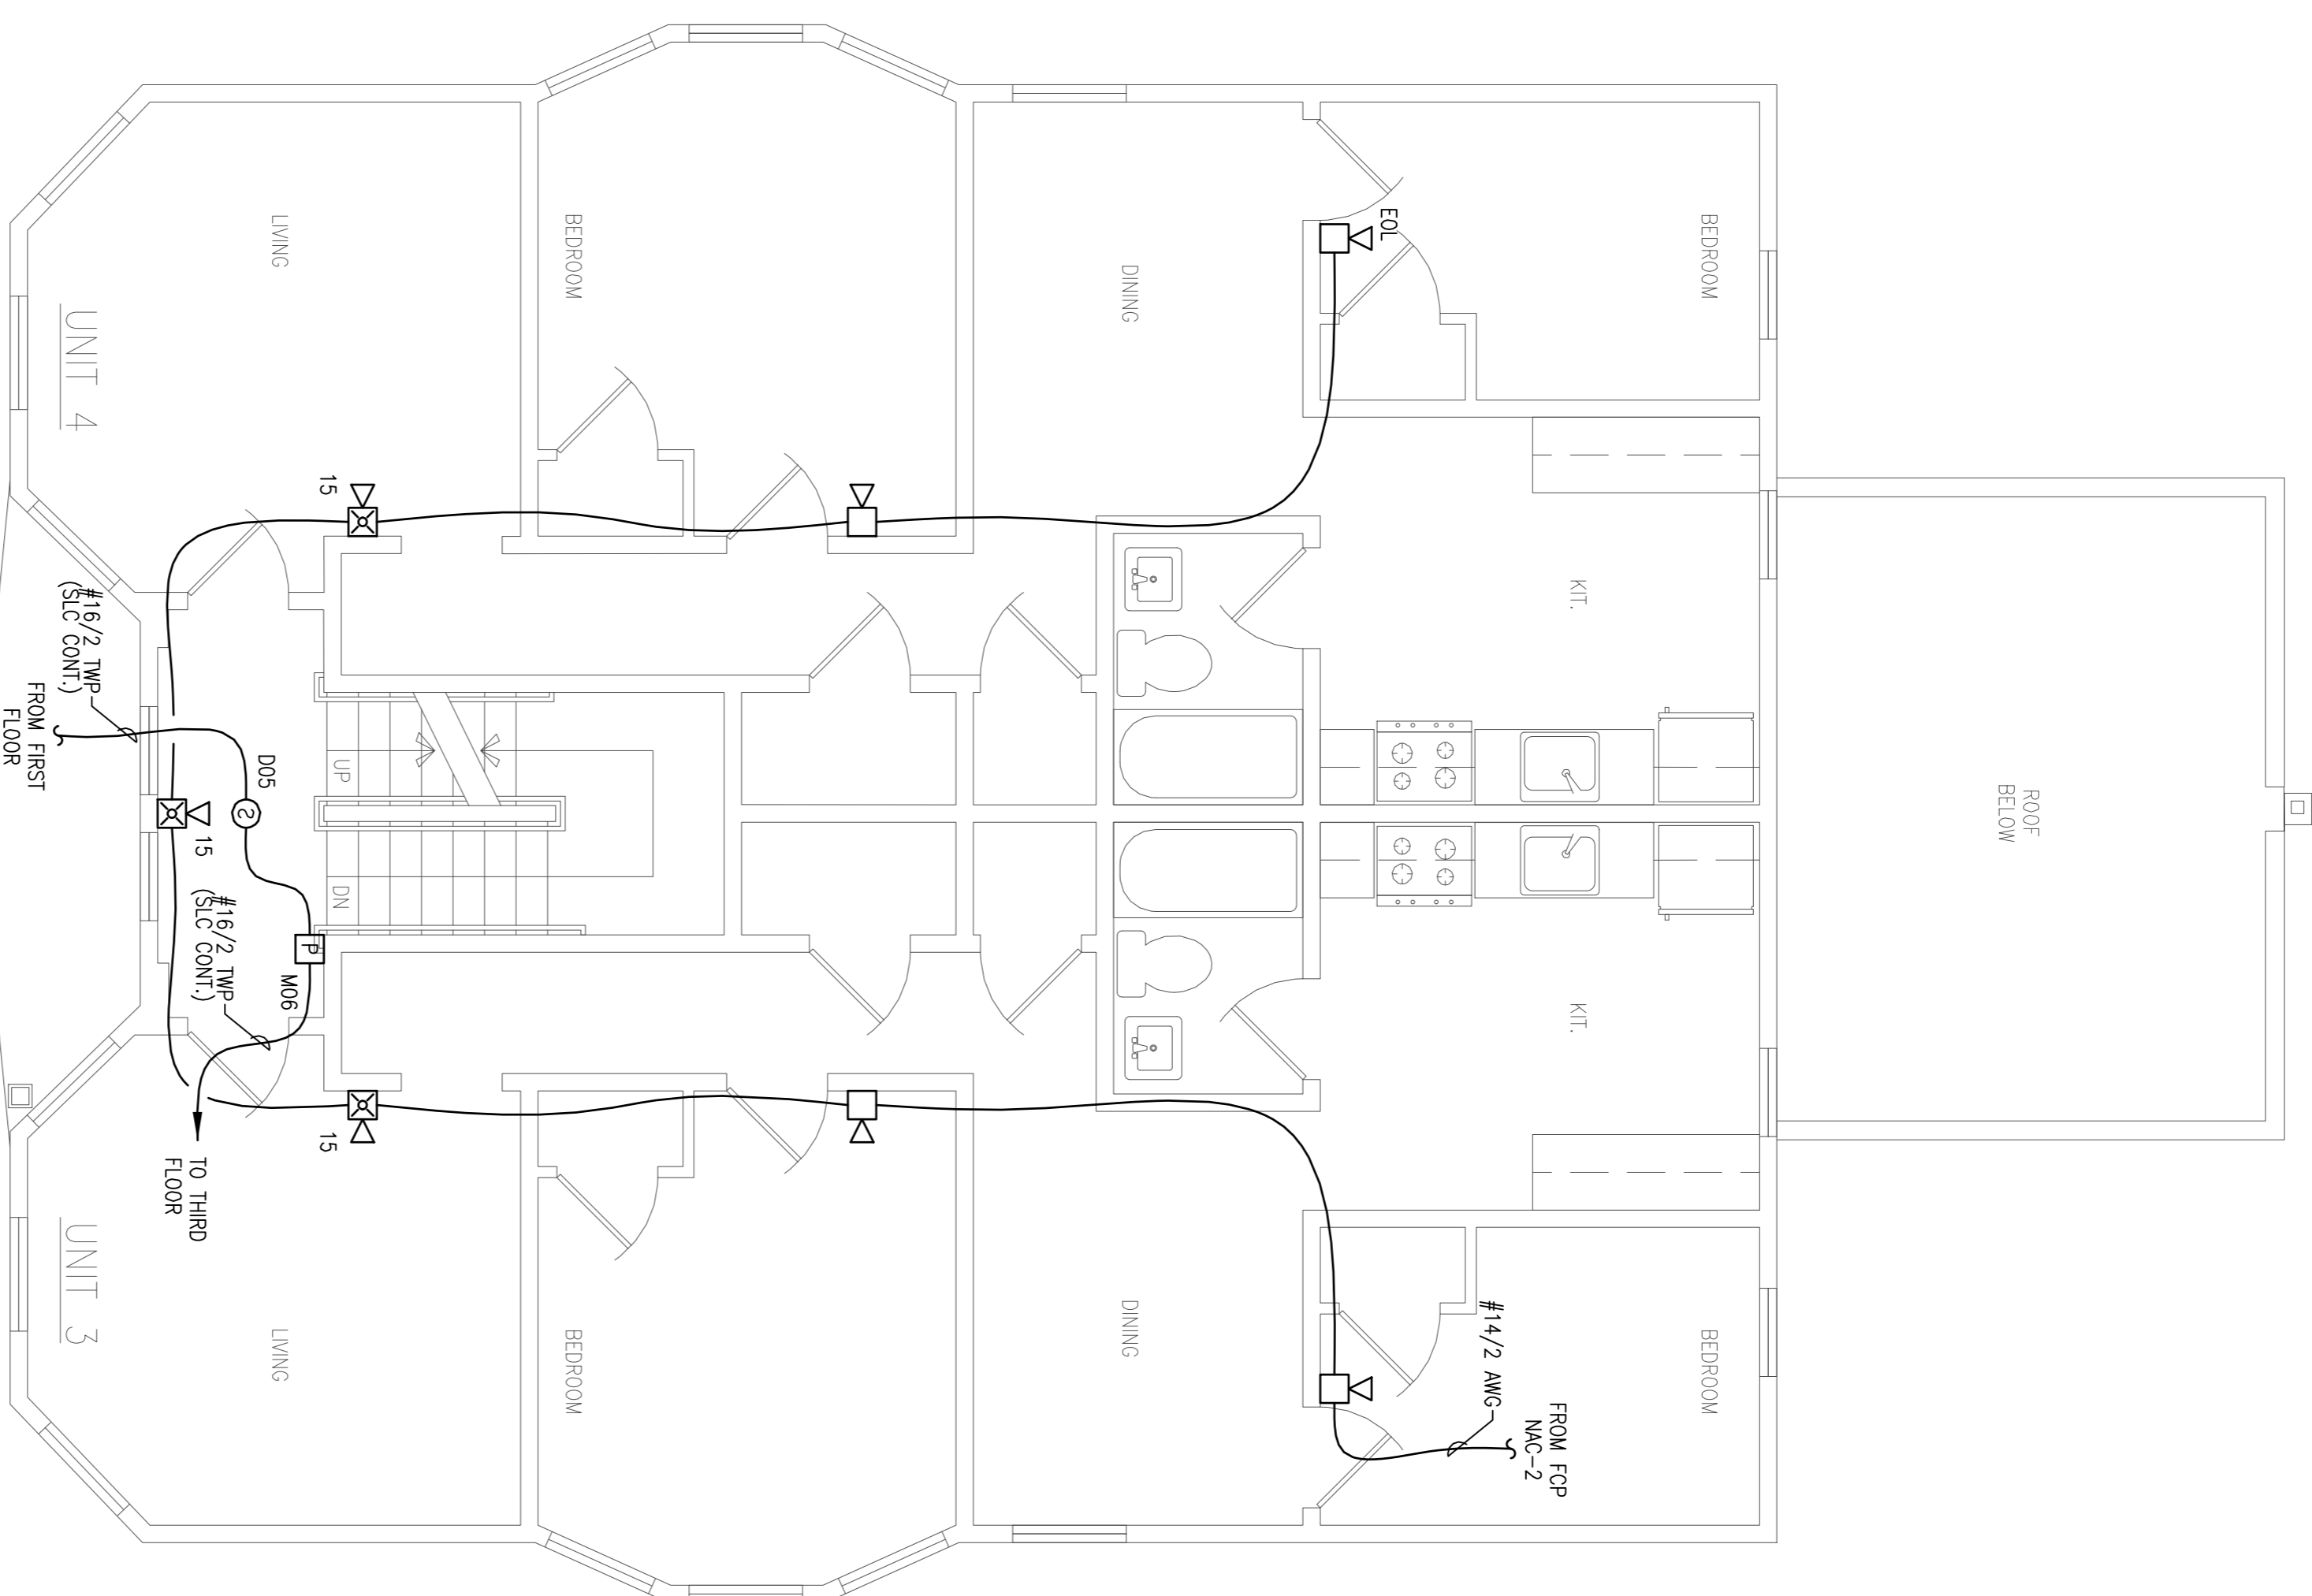 ROOF
BELOW
BEDROOM
KIT.
KIT.
BEDROOM
FROM FCP
NAC-2
#14/2 AWG
EOL
DINING
DINING
BEDROOM
BEDROOM
UP
DN
15
15
LIVING
LIVING
D05
M06
15
#16/2 TWP
(SLC CONT.)
TO THIRD
FLOOR
#16/2 TWP
(SLC CONT.)
FROM FIRST
FLOOR
UNIT 4
UNIT 3
S
P